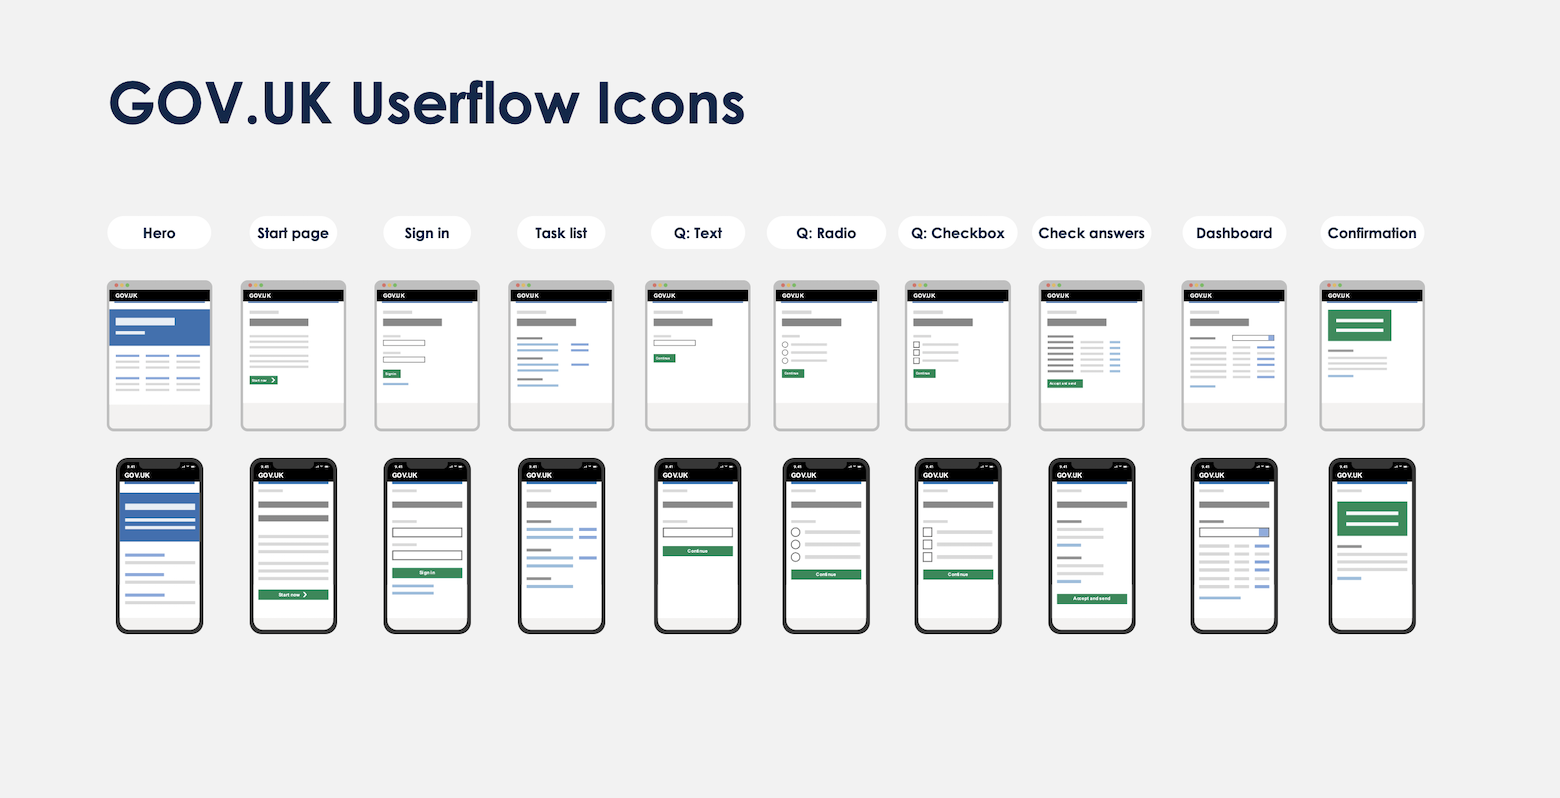 GOV.UK Userflow Icons
Hero
Start page
Sign in
Task list
Q: Text
Q: Radio
Q: Checkbox
Check answers
Dashboard
Confirmation
GOV.UK
GOV.UK
GOV.UK
GOV.UK
GOV.UK
GOV.UK
GOV.UK
GOV.UK
GOV.UK
GOV.UK
Start now
Sign in
Continue
Continue
Continue
Accept and send
9.41
9.41
9.41
9.41
9.41
9.41
9.41
9.41
9.41
9.41
GOV.UK
GOV.UK
GOV.UK
GOV.UK
GOV.UK
GOV.UK
GOV.UK
GOV.UK
GOV.UK
GOV.UK
Start now
Sign in
Continue
Continue
Continue
Accept and send